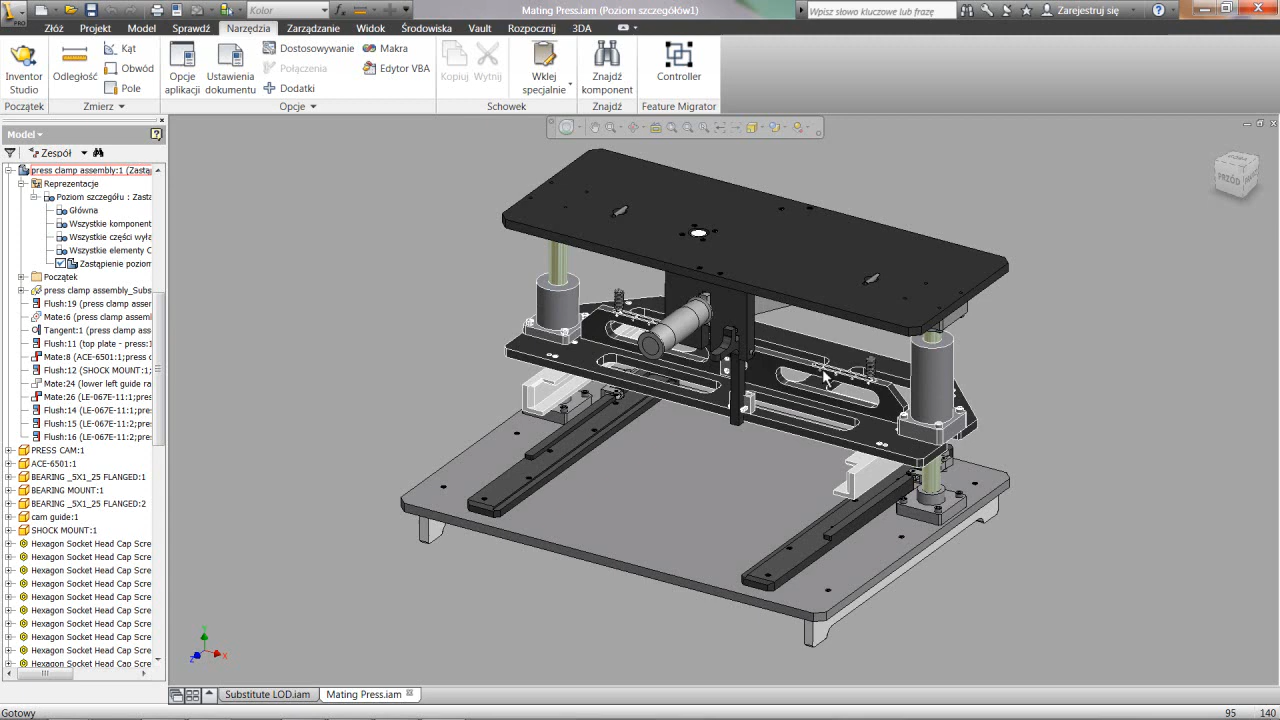 Kolor
Mating Press.iam (Poziom szczegółów1)
Wpisz słowo kluczowe lub frazę
Zarejestruj się
PRO
Złóż Projekt Model Sprawdź Narzędzia Zarządzanie Widok Środowiska Vault Rozpocznij 3DA
Inventor Studio
Odległość
Kąt
Obwód
Pole
Opcje aplikacji
Ustawienia dokumentu
Dostosowywanie
Połączenia
Dodatki
Makra
Edytor VBA
Kopiuj
Wytnij
Wklej specjalnie
Znajdź komponent
Controller
Początek Zmierz Opcje Schowek Znajdź Feature Migrator
Model
Zespół
press clamp assembly:1 (Zastą
Reprezentacje
Poziom szczegółu : Zasta
Główna
Wszystkie komponent
Wszystkie części wyła
Wszystkie elementy C
Zastąpienie poziom
Początek
press clamp assembly_Subs
Flush:19 (press clamp asser
Mate:6 (press clamp assemb
Tangent:1 (press clamp ass
Flush:11 (top plate - press:1
Mate:8 (ACE-6501:1;press c
Flush:12 (SHOCK MOUNT:1;
Mate:24 (lower left guide ra
Mate:26 (LE-067E-11:1;pres
Flush:14 (LE-067E-11:1;pres
Flush:15 (LE-067E-11:2;pres
Flush:16 (LE-067E-11:2;pres
PRESS CAM:1
ACE-6501:1
BEARING _5X1_25 FLANGED:1
BEARING MOUNT:1
BEARING _5X1_25 FLANGED:2
cam guide:1
SHOCK MOUNT:1
Hexagon Socket Head Cap Scre
Hexagon Socket Head Cap Scre
Hexagon Socket Head Cap Scre
Hexagon Socket Head Cap Scre
Hexagon Socket Head Cap Scre
Hexagon Socket Head Cap Scre
Hexagon Socket Head Cap Scre
Hexagon Socket Head Cap Scre
Hexagon Socket Head Cap Scre
Hexagon Socket Head Cap Scre
PRZÓD
Y
Z
X
Substitute LOD.iam
Mating Press.iam
Gotowy
95 140